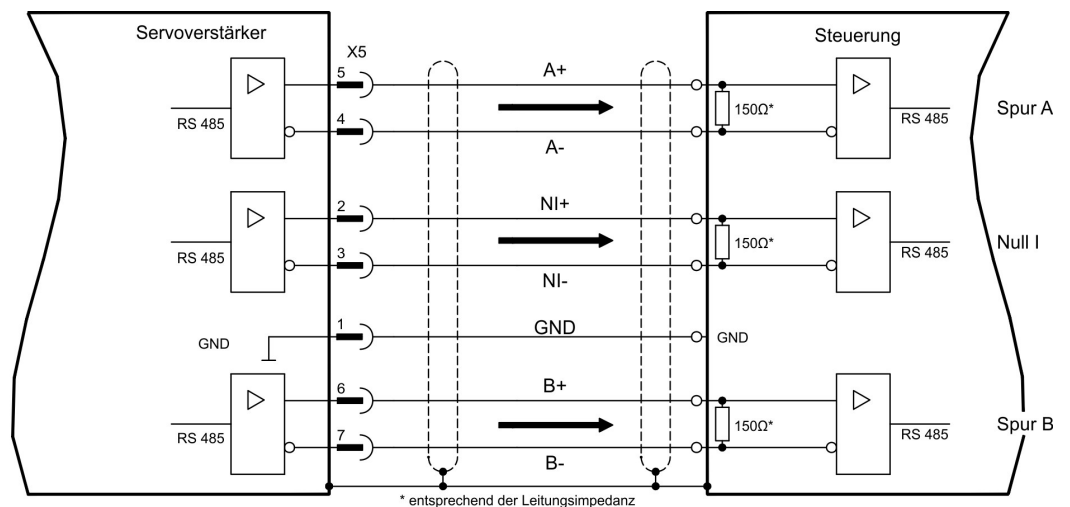 Servoverstärker
Steuerung
X5
5
A+
RS 485
150Ω*
RS 485
Spur A
4
A-
2
NI+
RS 485
150Ω*
RS 485
Null I
3
NI-
1
GND
GND
GND
6
B+
RS 485
150Ω*
RS 485
Spur B
7
B-
* entsprechend der Leitungsimpedanz